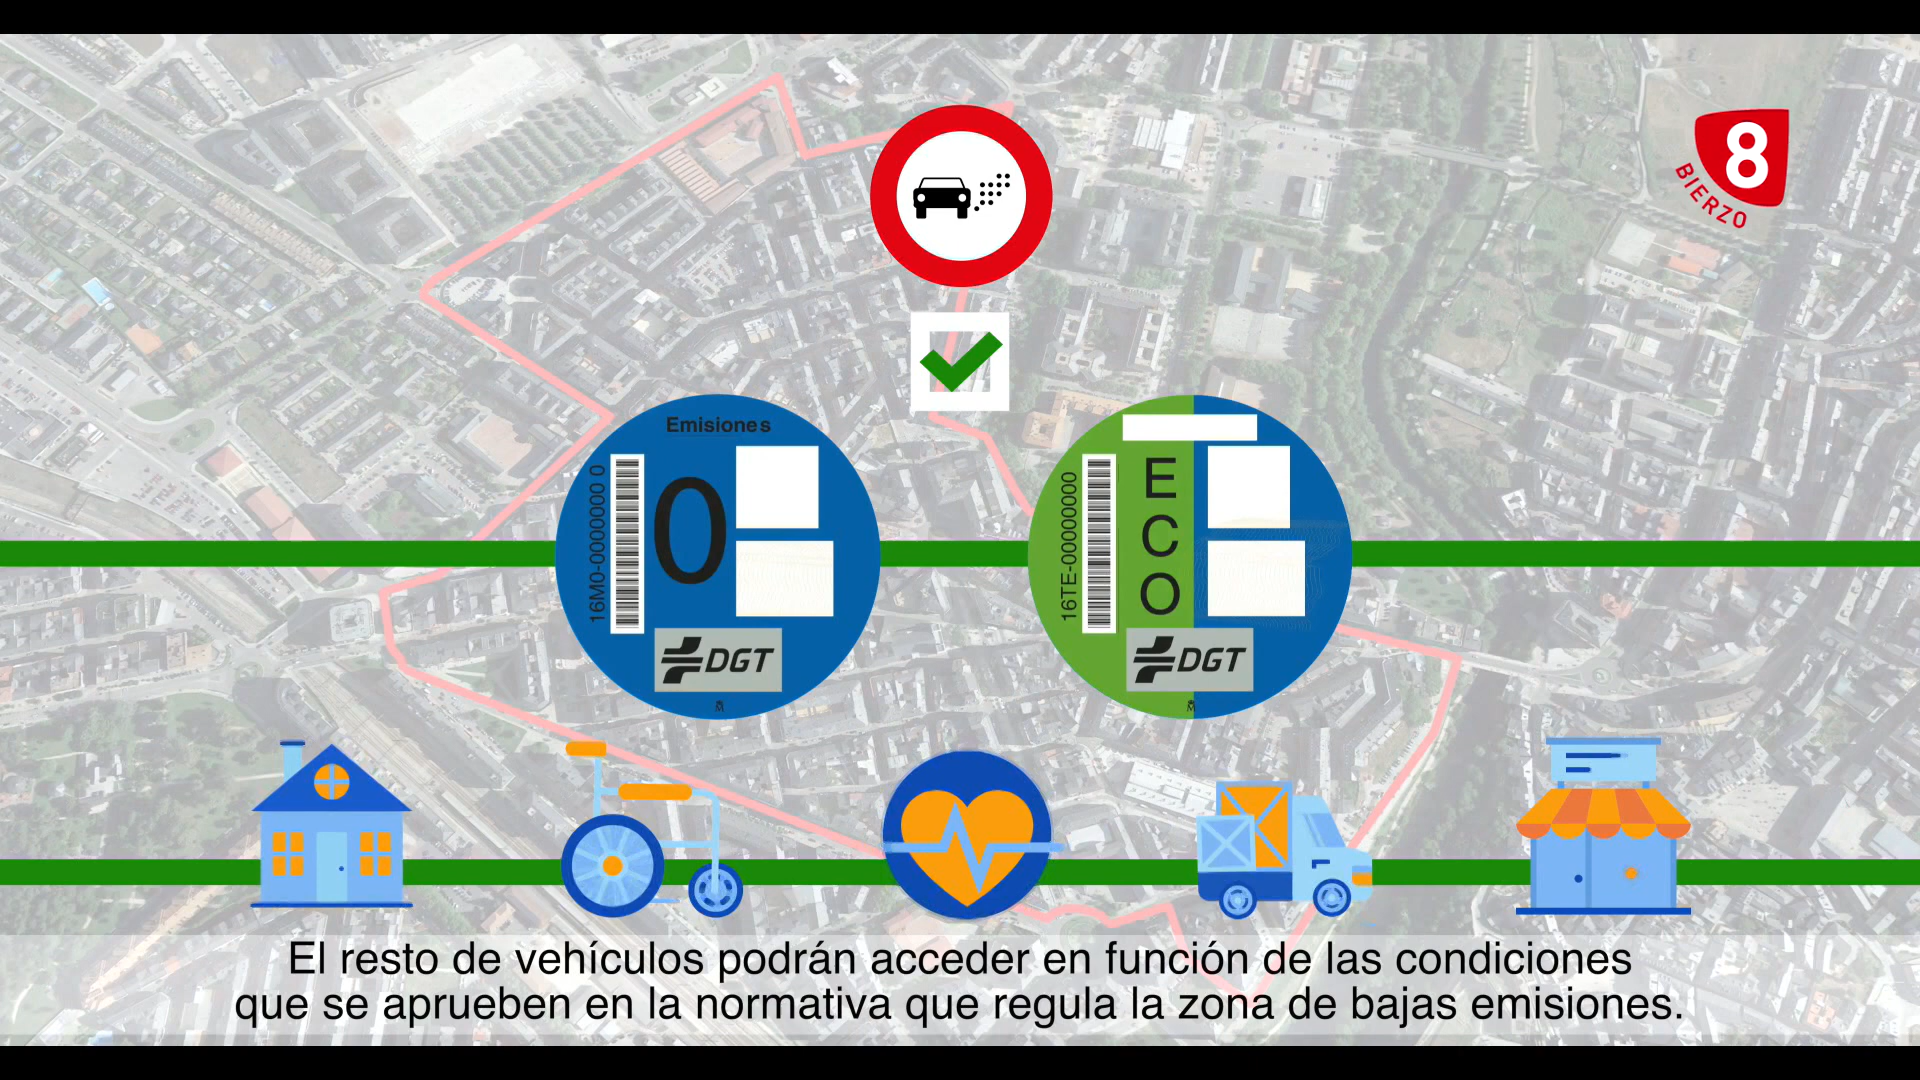 8
BIERZO
Emisiones
16M0-0000000 0
0
DGT
16TE-00000000
E
C
O
DGT
El resto de vehículos podrán acceder en función de las condiciones
que se aprueben en la normativa que regula la zona de bajas emisiones.